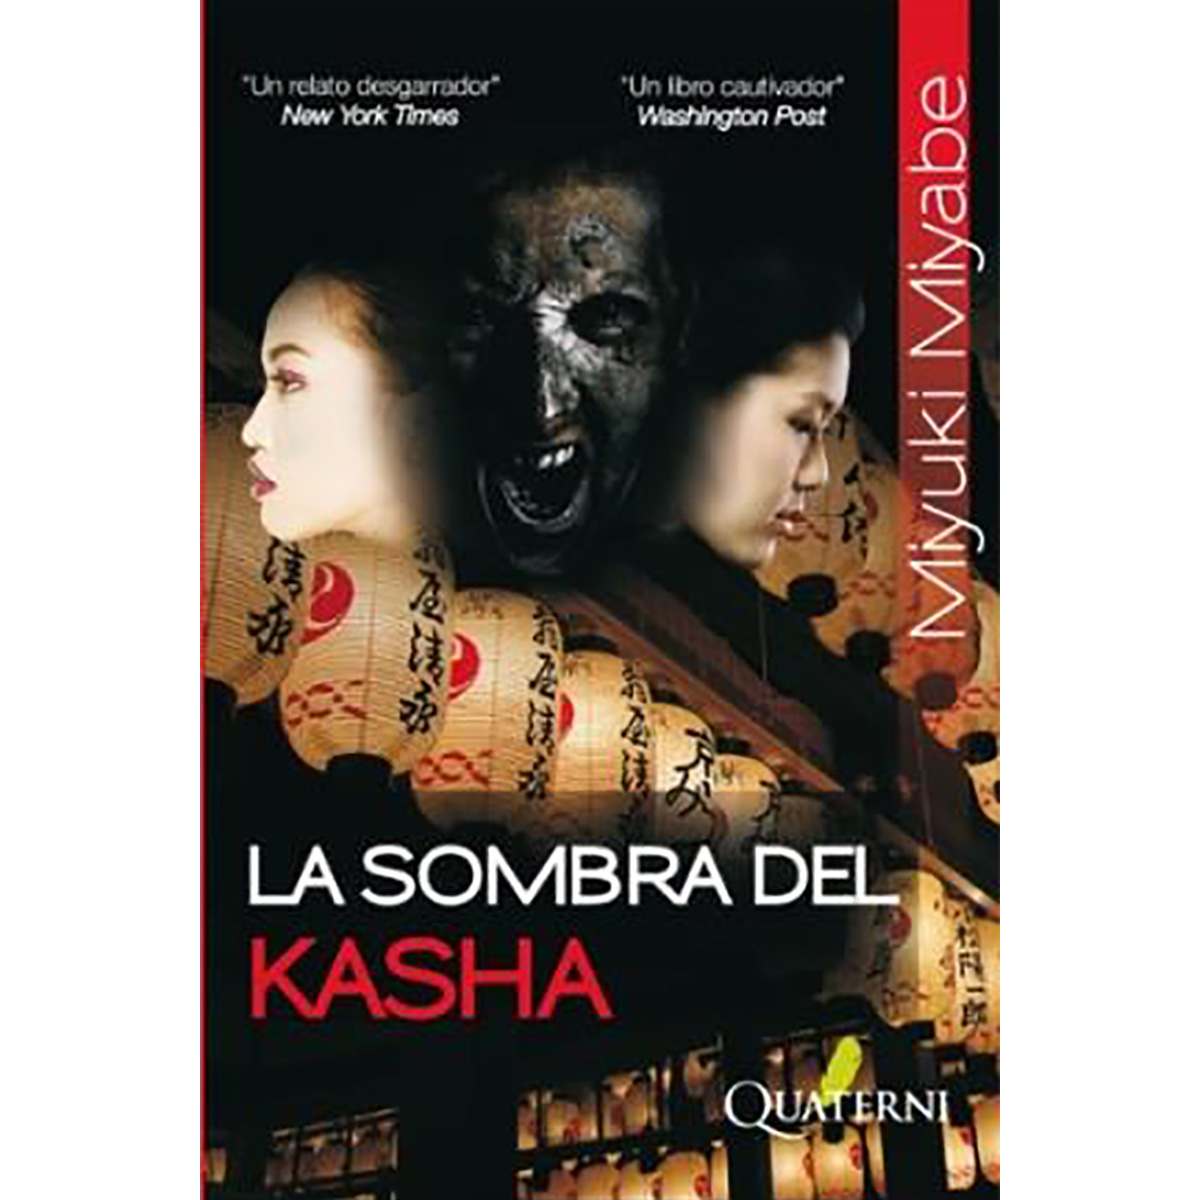 "Un relato desgarrador"
New York Times
"Un libro cautivador"
Washington Post
Miyuki Miyabe
LA SOMBRA DEL
KASHA
QUATERNI